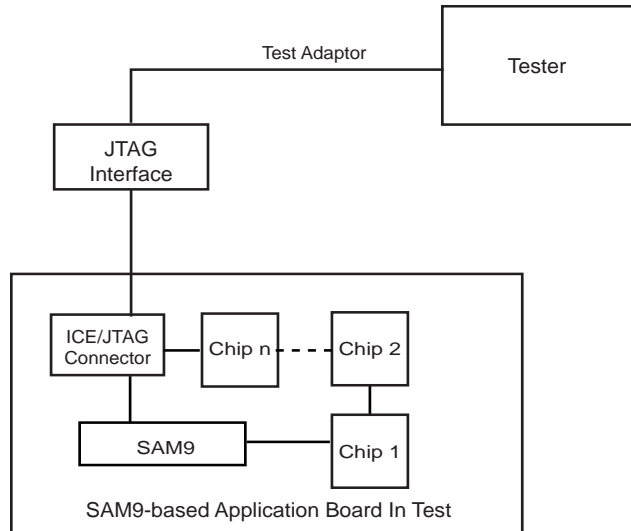 Test Adaptor
Tester
JTAG
Interface
ICE/JTAG
Connector
Chip n
Chip 2
SAM9
Chip 1
SAM9-based Application Board In Test